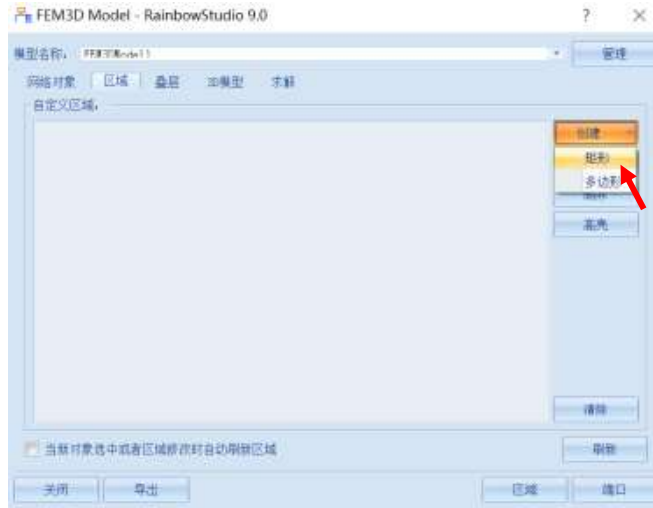 FEM3D Model - RainbowStudio 9.0
模型名称: FEM3DModel1
管理
网络对象 区域 叠层 3D模型 求解
自定义区域:
创建
矩形
多边形
高亮
清除
当新对象选中或者区域修改时自动刷新区域
刷新
关闭 导出 区域 端口